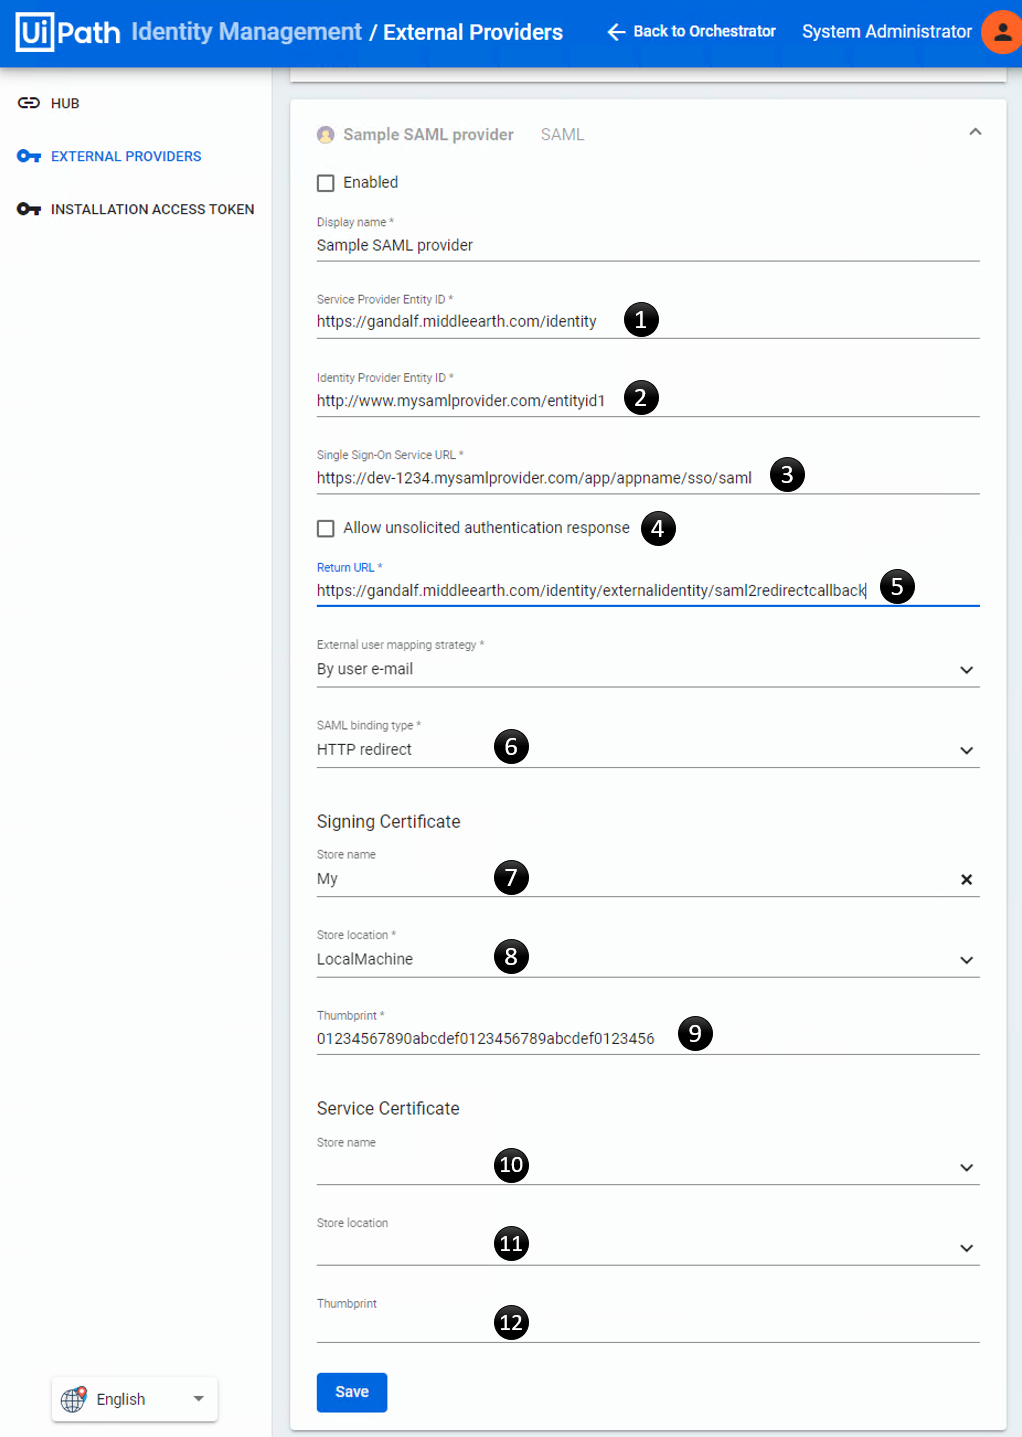 UiPath Identity Management / External Providers
Back to Orchestrator
System Administrator
HUB
EXTERNAL PROVIDERS
INSTALLATION ACCESS TOKEN
Sample SAML provider SAML
Enabled
Display name *
Sample SAML provider
Service Provider Entity ID *
https://gandalf.middleearth.com/identity 1
Identity Provider Entity ID *
http://www.mysamlprovider.com/entityid1 2
Single Sign-On Service URL *
https://dev-1234.mysamlprovider.com/app/appname/sso/saml 3
Allow unsolicited authentication response 4
Return URL *
https://gandalf.middleearth.com/identity/externalidentity/saml2redirectcallback 5
External user mapping strategy *
By user e-mail
SAML binding type *
HTTP redirect 6
Signing Certificate
Store name
My 7
Store location *
LocalMachine 8
Thumbprint *
01234567890abcdef0123456789abcdef0123456 9
Service Certificate
Store name
10
Store location
11
Thumbprint
12
Save
English